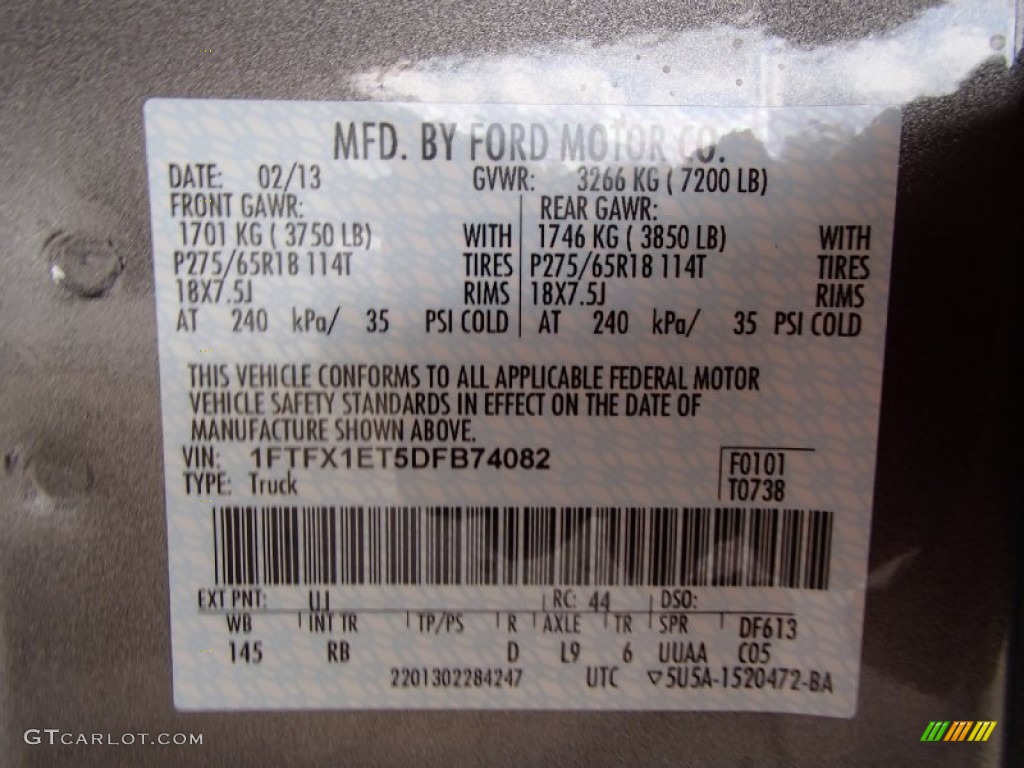 MFD. BY FORD MOTOR CO.
DATE: 02/13 GVWR: 3266 KG ( 7200 LB)
FRONT GAWR: REAR GAWR:
1701 KG ( 3750 LB) WITH 1746 KG ( 3850 LB) WITH
P275/65R18 114T TIRES P275/65R18 114T TIRES
18X7.5J RIMS 18X7.5J RIMS
AT 240 kPa/ 35 PSI COLD AT 240 kPa/ 35 PSI COLD
THIS VEHICLE CONFORMS TO ALL APPLICABLE FEDERAL MOTOR
VEHICLE SAFETY STANDARDS IN EFFECT ON THE DATE OF
MANUFACTURE SHOWN ABOVE.
VIN: 1FTFX1ET5DFB74082 F0101
TYPE: Truck T0738
EXT PNT: UJ RC: 44 DSO:
WB INT TR TP/PS R AXLE TR SPR DF613
145 RB D L9 6 UUAA C05
2201302284247 UTC ▽5U5A-1520472-BA
GTCARLOT.COM